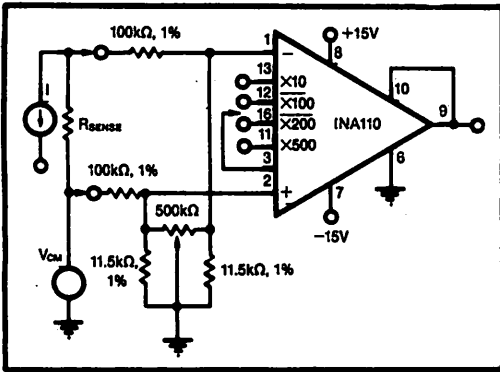 100kΩ, 1%
1
−
+15V
8
13
×10
12
×100
16
×200
11
×500
3
2
+
10
9
INA110
6
7
−15V
I
RSENSE
100kΩ, 1%
500kΩ
VCM
11.5kΩ,
1%
11.5kΩ, 1%